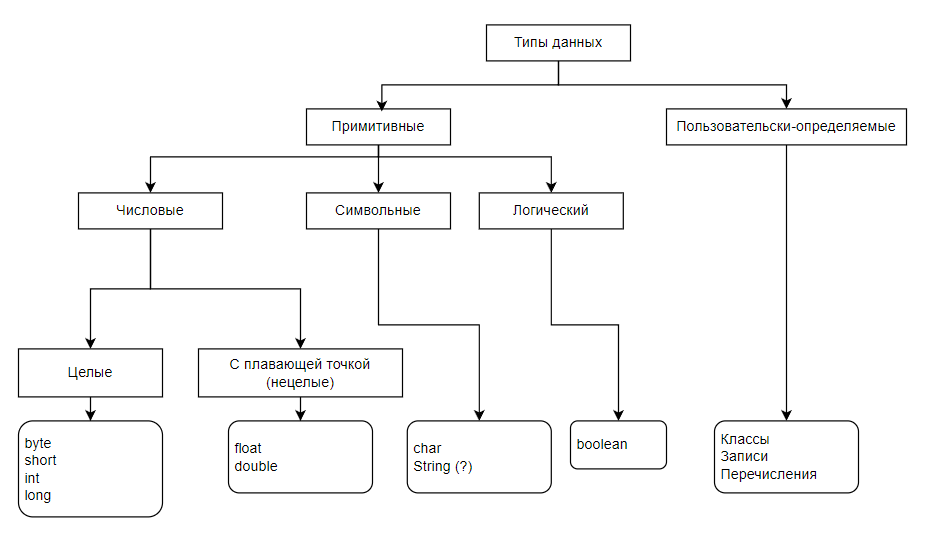 Типы данных
Примитивные
Пользовательски-определяемые
Числовые
Символьные
Логический
Целые
С плавающей точкой
(нецелые)
byte
short
int
long
float
double
char
String (?)
boolean
Классы
Записи
Перечисления